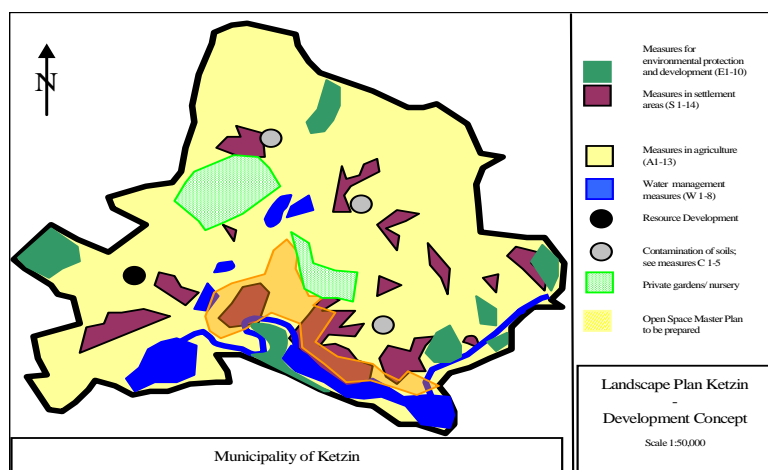 N
Measures for
environmental protection
and development (E1-10)
Measures in settlement
areas (S 1-14)
Measures in agriculture
(A1-13)
Water management
measures (W 1-8)
Resource Development
Contamination of soils;
see measures C 1-5
Private gardens/ nursery
Open Space Master Plan
to be prepared
Landscape Plan Ketzin
-
Development Concept
Scale 1:50,000
Municipality of Ketzin